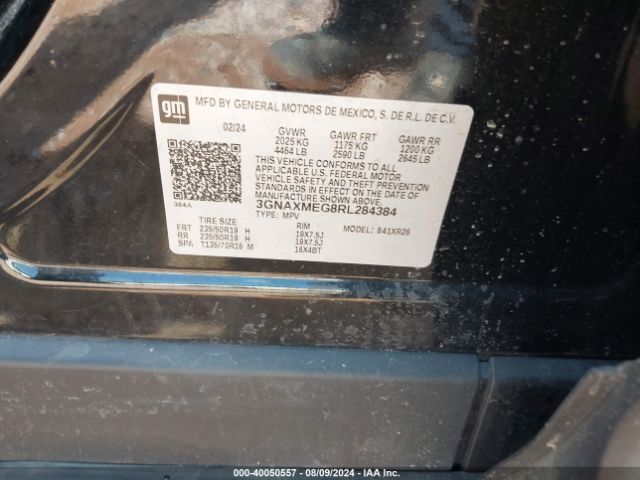 gm
MFD BY GENERAL MOTORS DE MEXICO, S. DE R.L. DE C.V.
02/24 GVWR GAWR FRT GAWR RR
2025 KG 1175 KG 1200 KG
4464 LB 2590 LB 2645 LB
THIS VEHICLE CONFORMS TO ALL
APPLICABLE U.S. FEDERAL MOTOR
VEHICLE SAFETY AND THEFT PREVENTION
STANDARDS IN EFFECT ON THE DATE OF
MANUFACTURE SHOWN ABOVE.
384A 3GNAXMEG8RL284384
TYPE: MPV
TIRE SIZE RIM MODEL: 841XR26
FRT 235/50R19 H 19X7.5J
RR 235/50R19 H 19X7.5J
SPA T135/70R16 M 16X4BT
COPART: 40050557 - 08/09/2024 - IAA Inc.